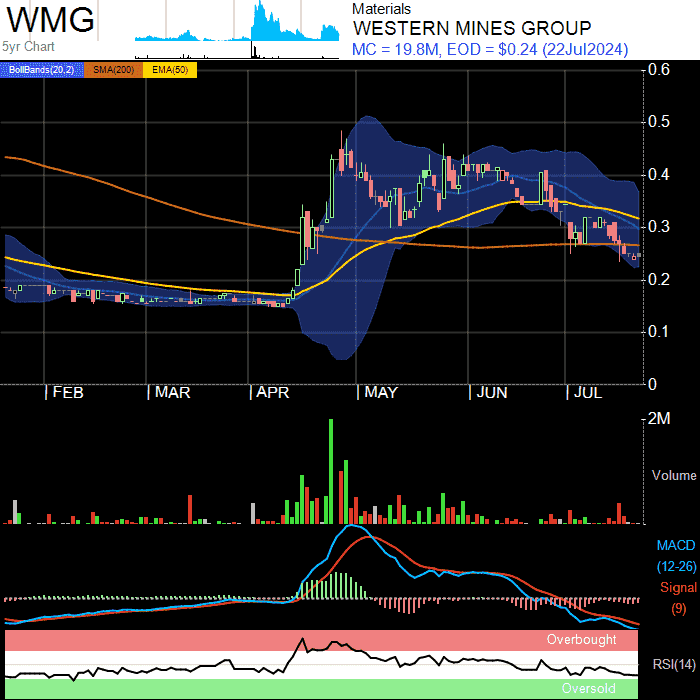 WMG
5yr Chart
Materials
WESTERN MINES GROUP
MC = 19.8M, EOD = $0.24 (22Jul2024)
BollBands(20,2) SMA(200) EMA(50)
0.6
0.5
0.4
0.3
0.2
0.1
0
FEB MAR APR MAY JUN JUL
2M
Volume
MACD
(12-26)
Signal
(9)
Overbought
RSI(14)
Oversold